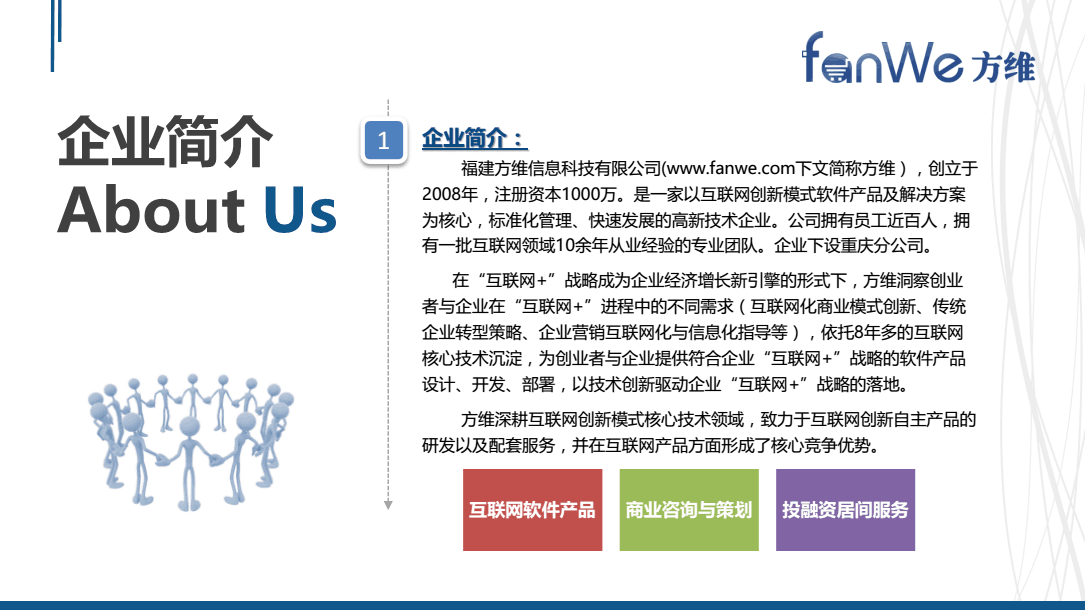 fanWe 方维
企业简介
About Us
1
企业简介：
福建方维信息科技有限公司(www.fanwe.com下文简称方维），创立于
2008年，注册资本1000万。是一家以互联网创新模式软件产品及解决方案
为核心，标准化管理、快速发展的高新技术企业。公司拥有员工近百人，拥
有一批互联网领域10余年从业经验的专业团队。企业下设重庆分公司。
在“互联网+”战略成为企业经济增长新引擎的形式下，方维洞察创业
者与企业在“互联网+”进程中的不同需求（互联网化商业模式创新、传统
企业转型策略、企业营销互联网化与信息化指导等），依托8年多的互联网
核心技术沉淀，为创业者与企业提供符合企业“互联网+”战略的软件产品
设计、开发、部署，以技术创新驱动企业“互联网+”战略的落地。
方维深耕互联网创新模式核心技术领域，致力于互联网创新自主产品的
研发以及配套服务，并在互联网产品方面形成了核心竞争优势。
互联网软件产品
商业咨询与策划
投融资居间服务